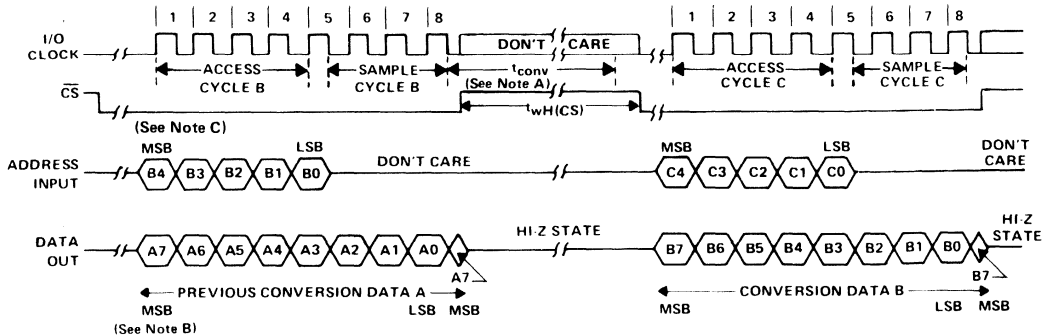 1 2 3 4 5 6 7 8 1 2 3 4 5 6 7 8
I/O
CLOCK
DON'T CARE
ACCESS
CYCLE B
SAMPLE
CYCLE B
tconv
(See Note A)
ACCESS
CYCLE C
SAMPLE
CYCLE C
CS
twH(CS)
(See Note C)
MSB LSB MSB LSB
ADDRESS
INPUT
B4 B3 B2 B1 B0 DON'T CARE C4 C3 C2 C1 C0 DON'T
CARE
DATA
OUT
A7 A6 A5 A4 A3 A2 A1 A0 HI-Z STATE B7 B6 B5 B4 B3 B2 B1 B0 HI-Z
STATE
A7 B7
PREVIOUS CONVERSION DATA A CONVERSION DATA B
MSB LSB MSB MSB LSB MSB
(See Note B)